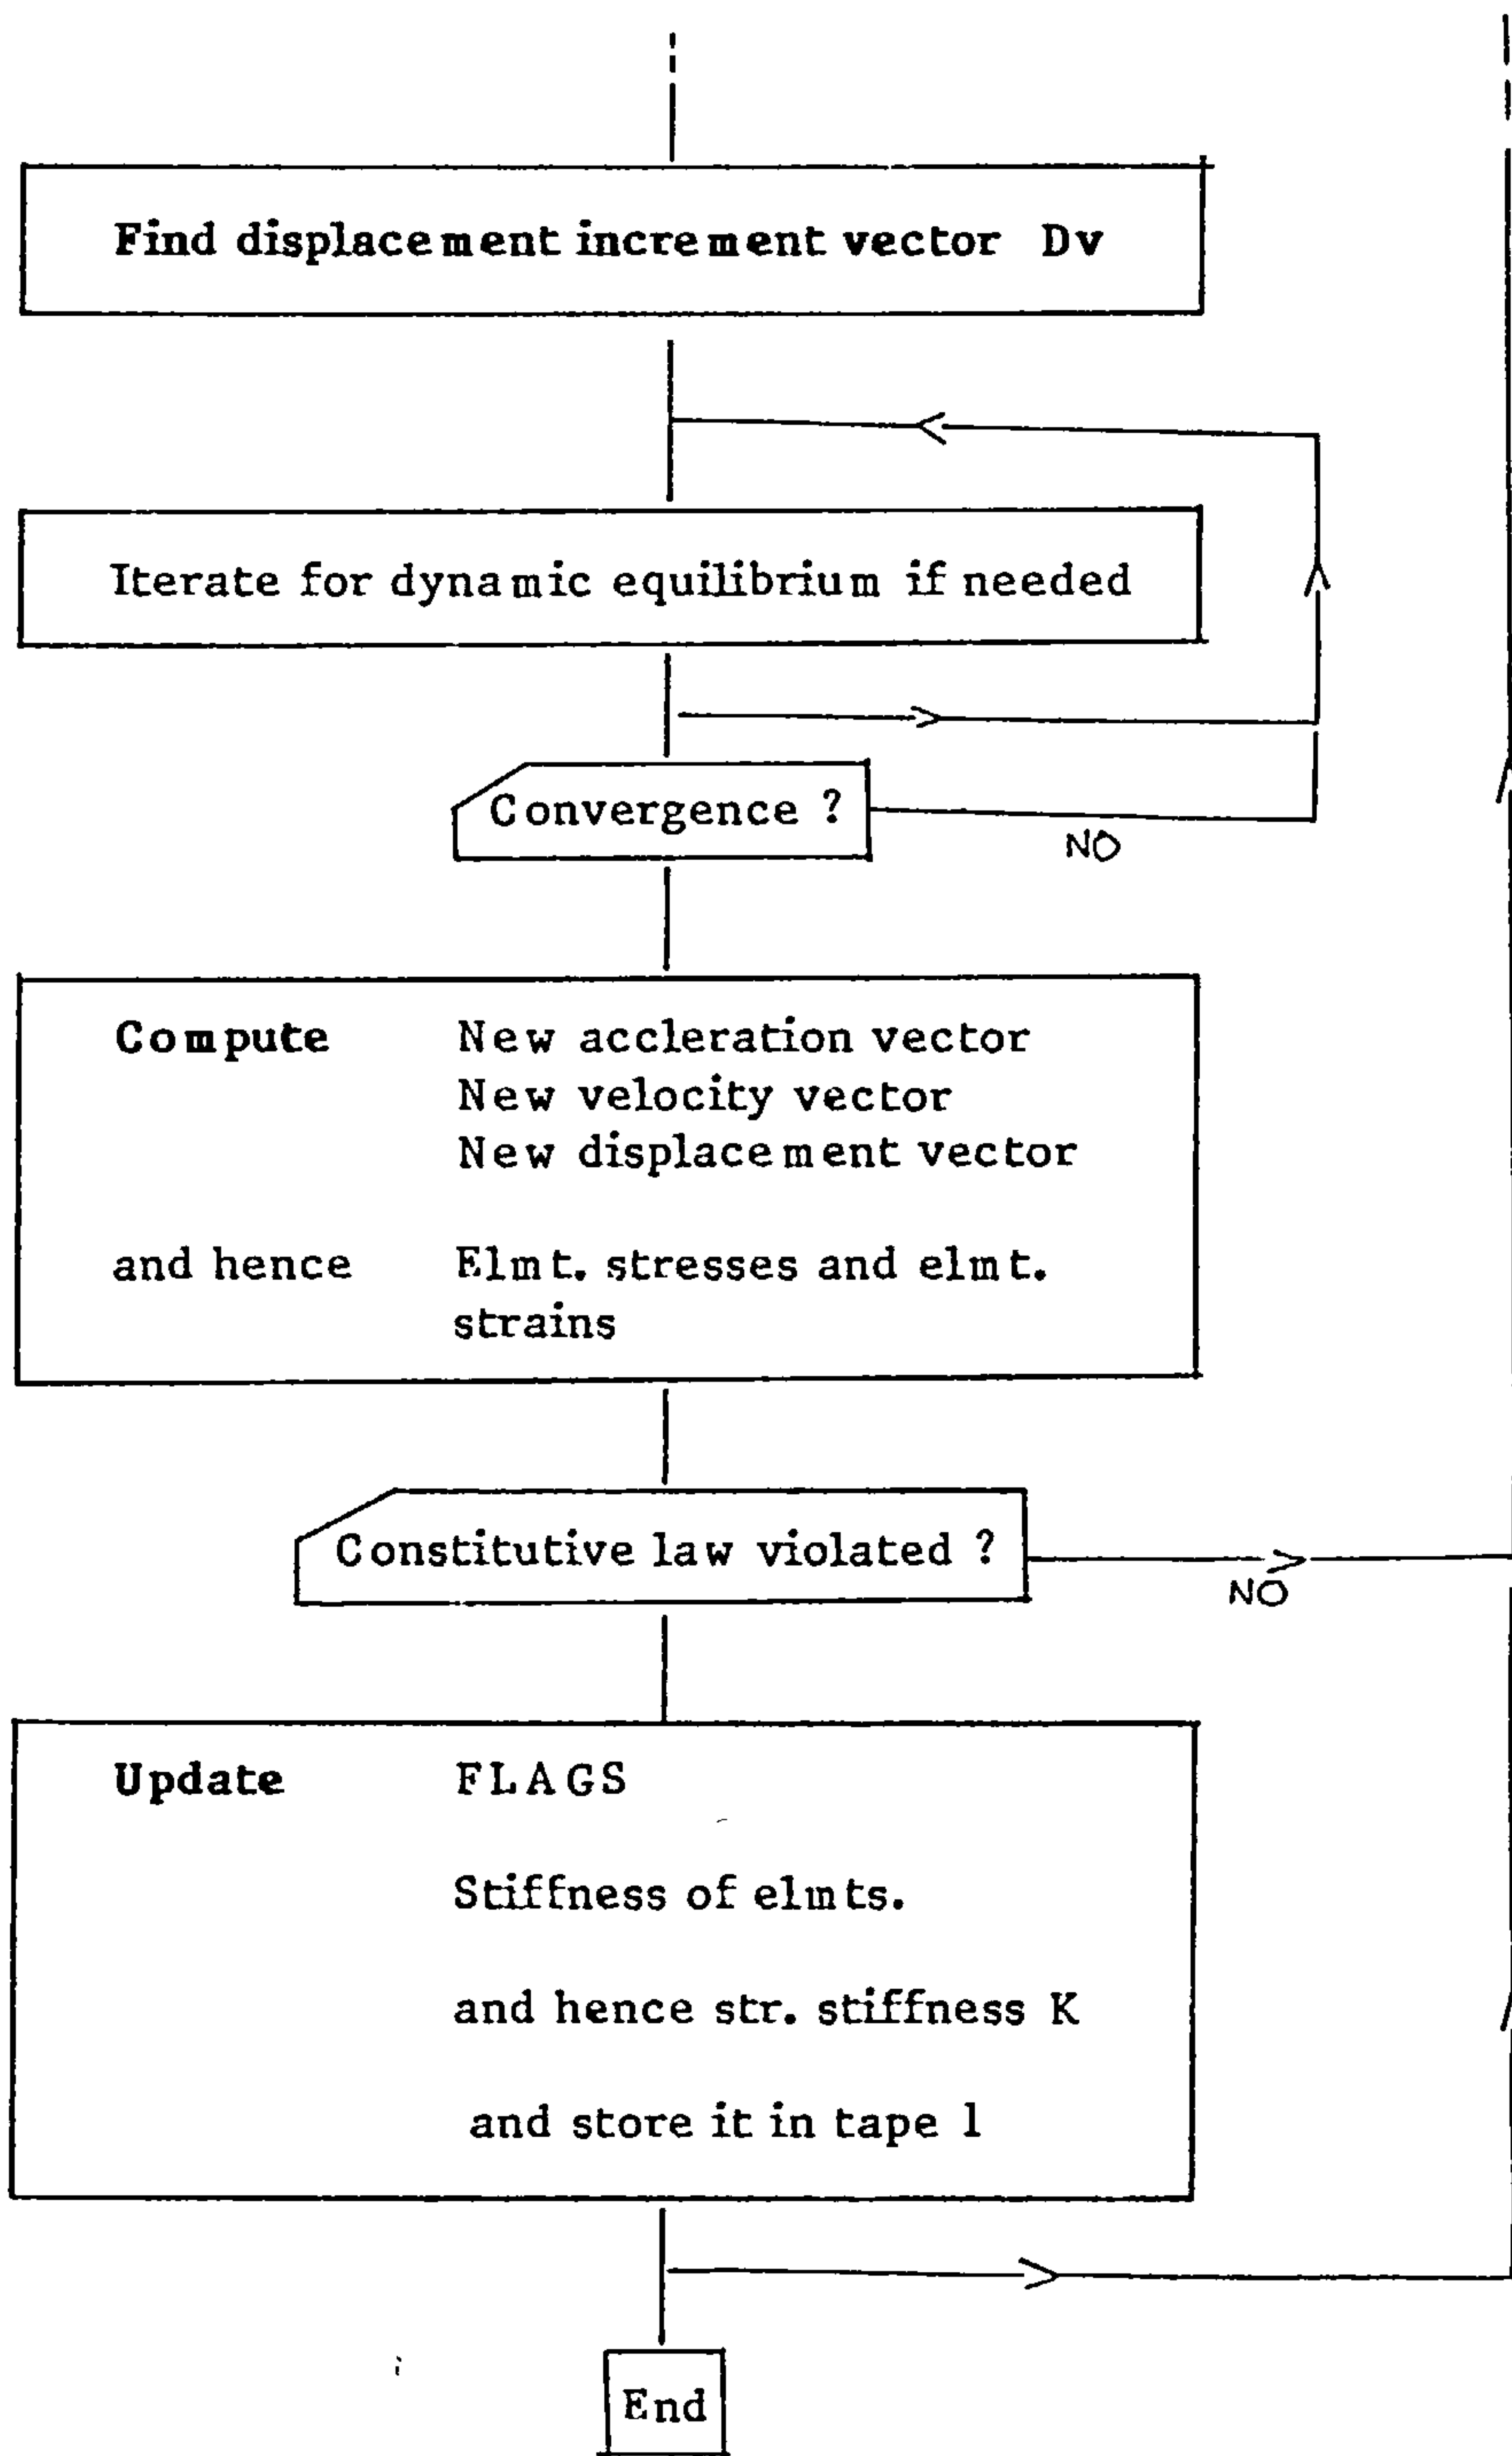 Find displacement increment vector Dv
Iterate for dynamic equilibrium if needed
Convergence ?
NO
Compute New accleration vector
New velocity vector
New displacement vector
and hence Elmt. stresses and elmt.
strains
Constitutive law violated ?
NO
Update FLAGS
Stiffness of elmts.
and hence str. stiffness K
and store it in tape 1
End